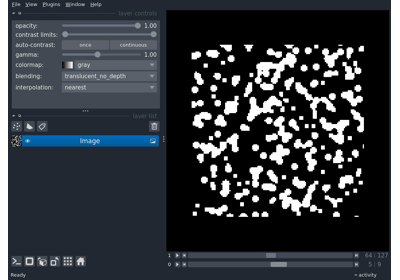 File View Plugins Window Help
layer controls
opacity: 1.00
contrast limits:
auto-contrast: once continuous
gamma: 1.00
colormap: gray
blending: translucent_no_depth
interpolation: nearest
layer list
Image
1 64 | 127
0 5 | 9
Ready activity